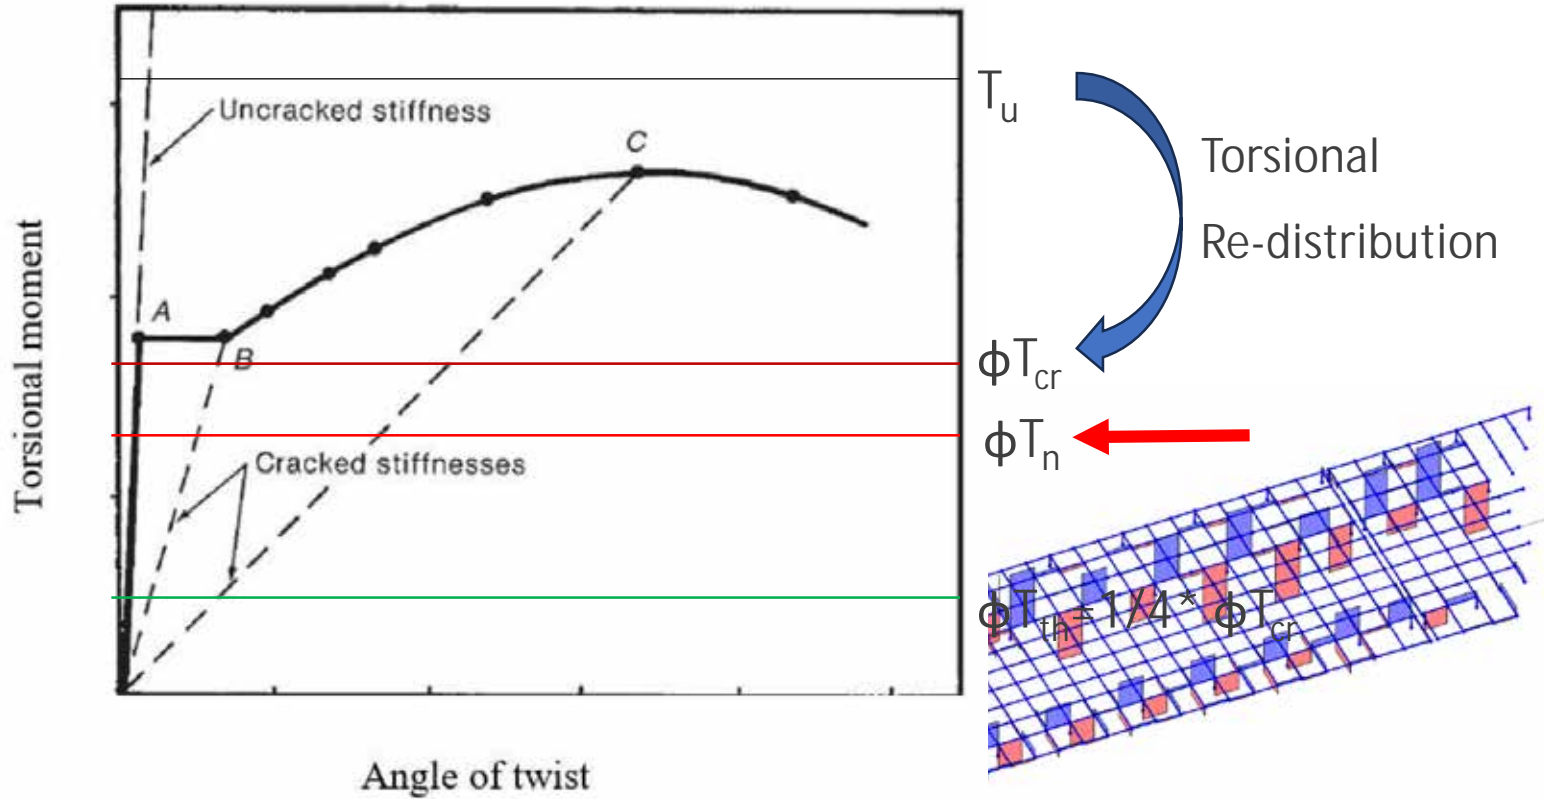 Uncracked stiffness
C
A
B
Cracked stiffnesses
Torsional moment
Angle of twist
Tu
Torsional
Re-distribution
ϕTcr
ϕTn
ϕTth=1/4* ϕTcr